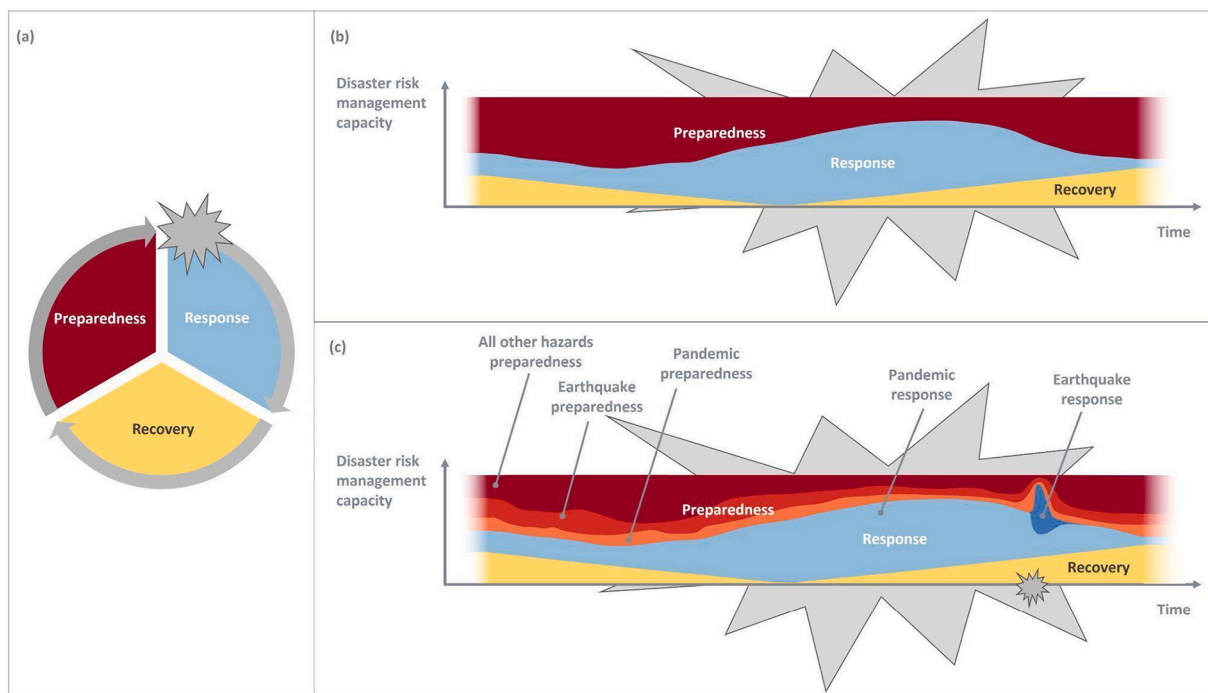 (a)
Preparedness
Response
Recovery
(b)
Disaster risk
management
capacity
Preparedness
Response
Recovery
Time
(c)
All other hazards
preparedness
Earthquake
preparedness
Pandemic
preparedness
Pandemic
response
Earthquake
response
Disaster risk
management
capacity
Preparedness
Response
Recovery
Time